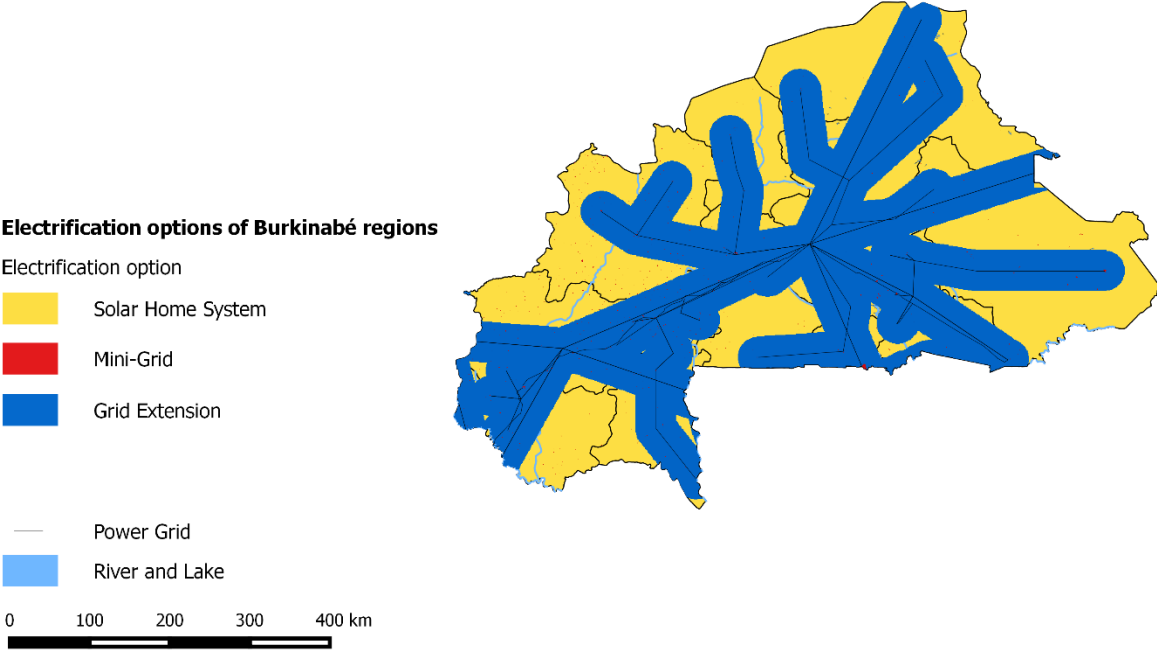 Electrification options of Burkinabé regions
Electrification option
Solar Home System
Mini-Grid
Grid Extension
Power Grid
River and Lake
0 100 200 300 400 km